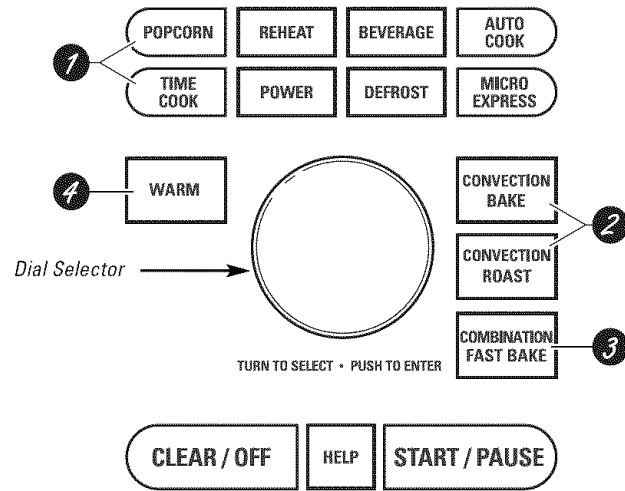 POPCORN
REHEAT
BEVERAGE
AUTO
COOK
1
TIME
COOK
POWER
DEFROST
MICRO
EXPRESS
4
WARM
CONVECTION
BAKE
2
CONVECTION
ROAST
Dial Selector
COMBINATION
FAST BAKE
3
TURN TO SELECT • PUSH TO ENTER
CLEAR / OFF
HELP
START / PAUSE